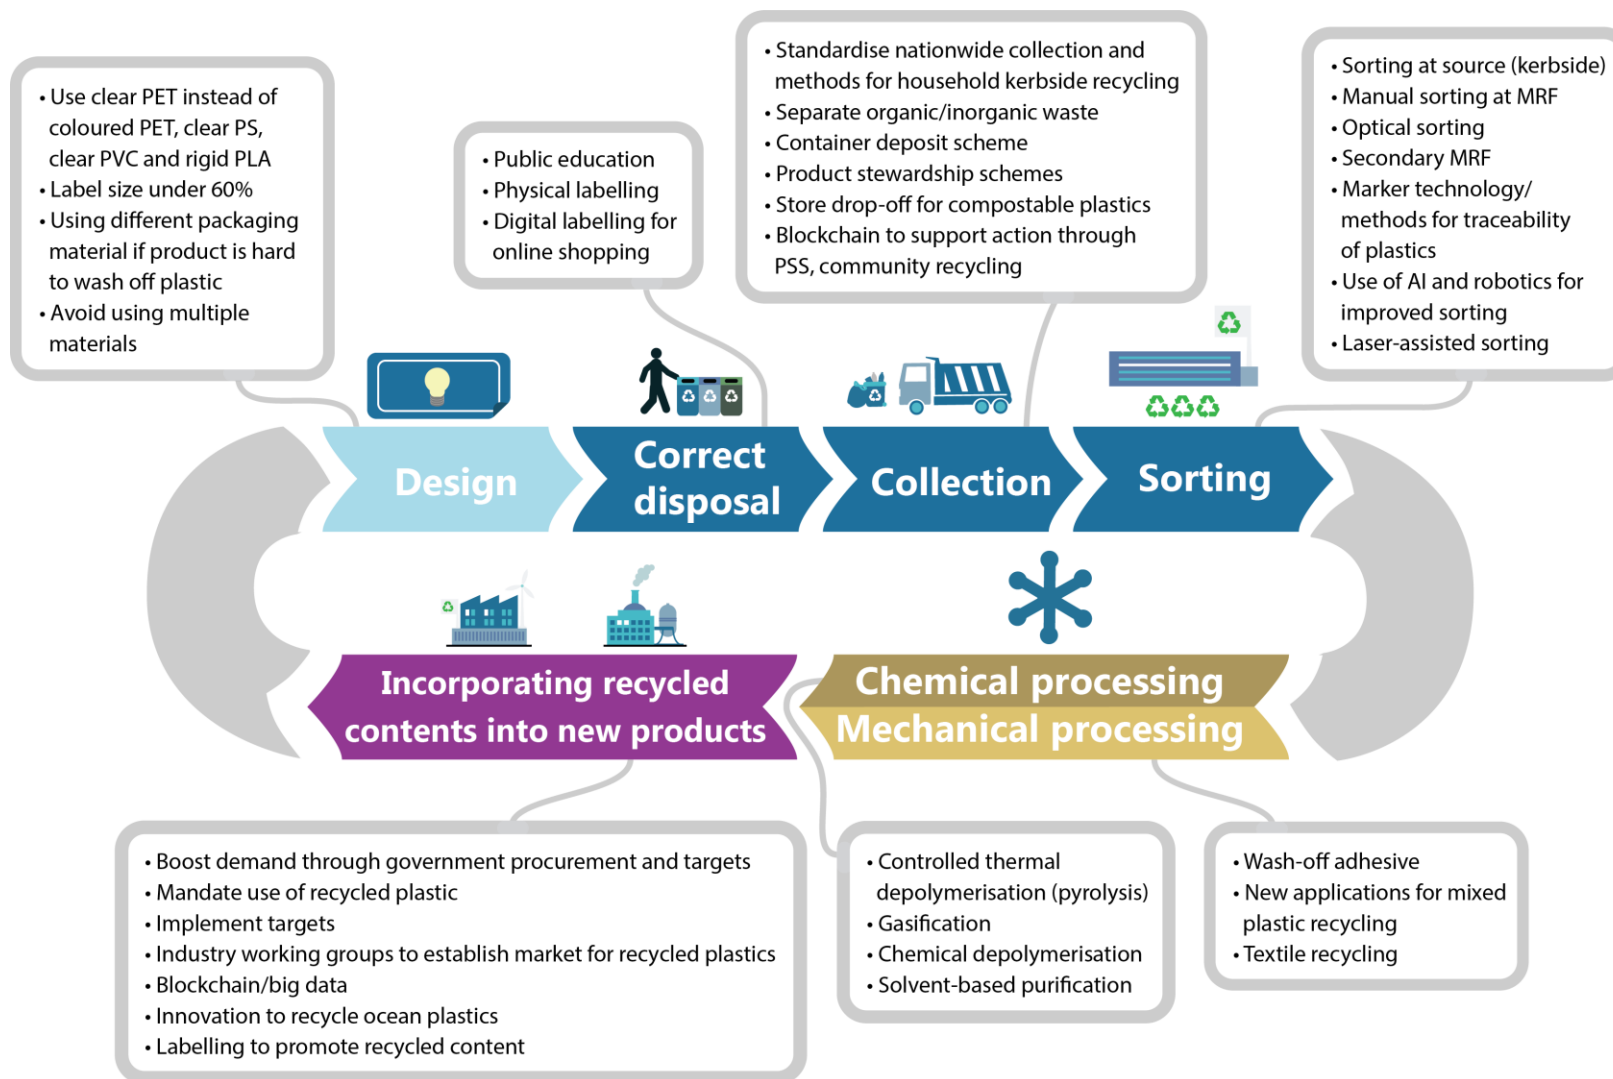 • Use clear PET instead of
coloured PET, clear PS,
clear PVC and rigid PLA
• Label size under 60%
• Using different packaging
material if product is hard
to wash off plastic
• Avoid using multiple
materials
• Public education
• Physical labelling
• Digital labelling for
online shopping
• Standardise nationwide collection and
methods for household kerbside recycling
• Separate organic/inorganic waste
• Container deposit scheme
• Product stewardship schemes
• Store drop-off for compostable plastics
• Blockchain to support action through
PSS, community recycling
• Sorting at source (kerbside)
• Manual sorting at MRF
• Optical sorting
• Secondary MRF
• Marker technology/
methods for traceability
of plastics
• Use of AI and robotics for
improved sorting
• Laser-assisted sorting
Design
Correct
disposal
Collection
Sorting
Chemical processing
Mechanical processing
Incorporating recycled
contents into new products
• Boost demand through government procurement and targets
• Mandate use of recycled plastic
• Implement targets
• Industry working groups to establish market for recycled plastics
• Blockchain/big data
• Innovation to recycle ocean plastics
• Labelling to promote recycled content
• Controlled thermal
depolymerisation (pyrolysis)
• Gasification
• Chemical depolymerisation
• Solvent-based purification
• Wash-off adhesive
• New applications for mixed
plastic recycling
• Textile recycling